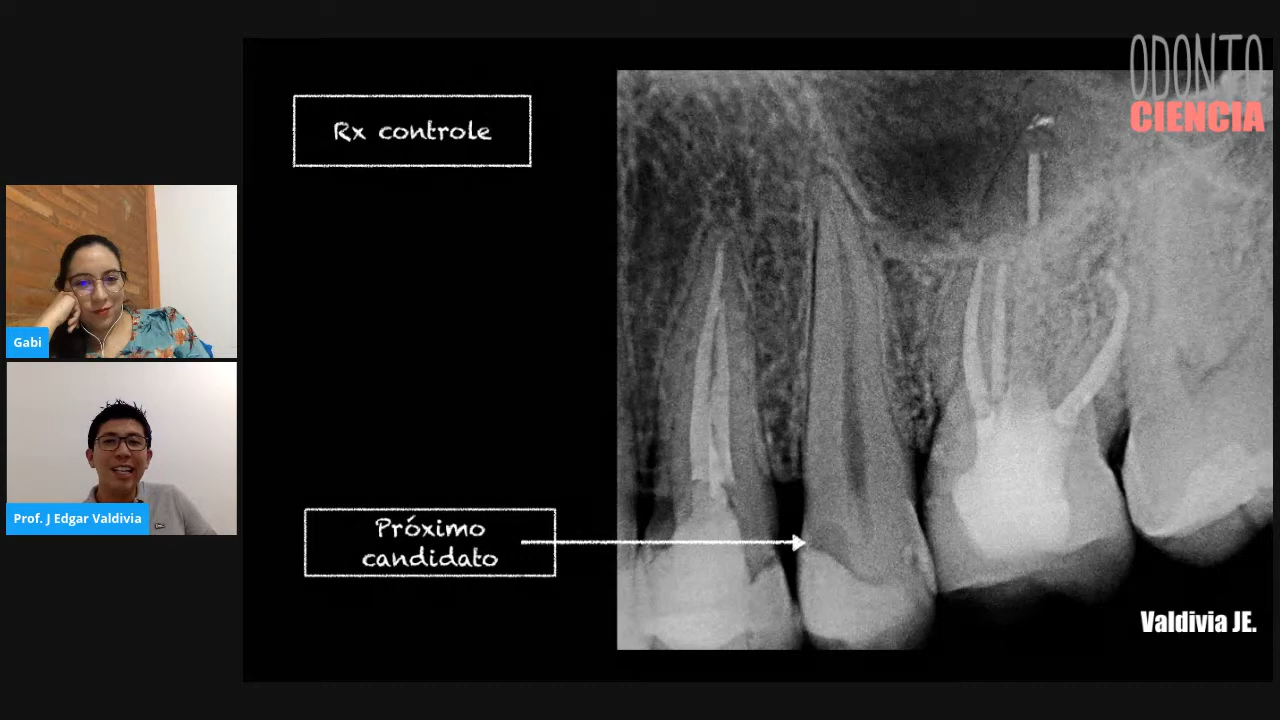 ODONTO
CIENCIA
Rx controle
Gabi
Próximo
candidato
Prof. J Edgar Valdivia
Valdivia JE.